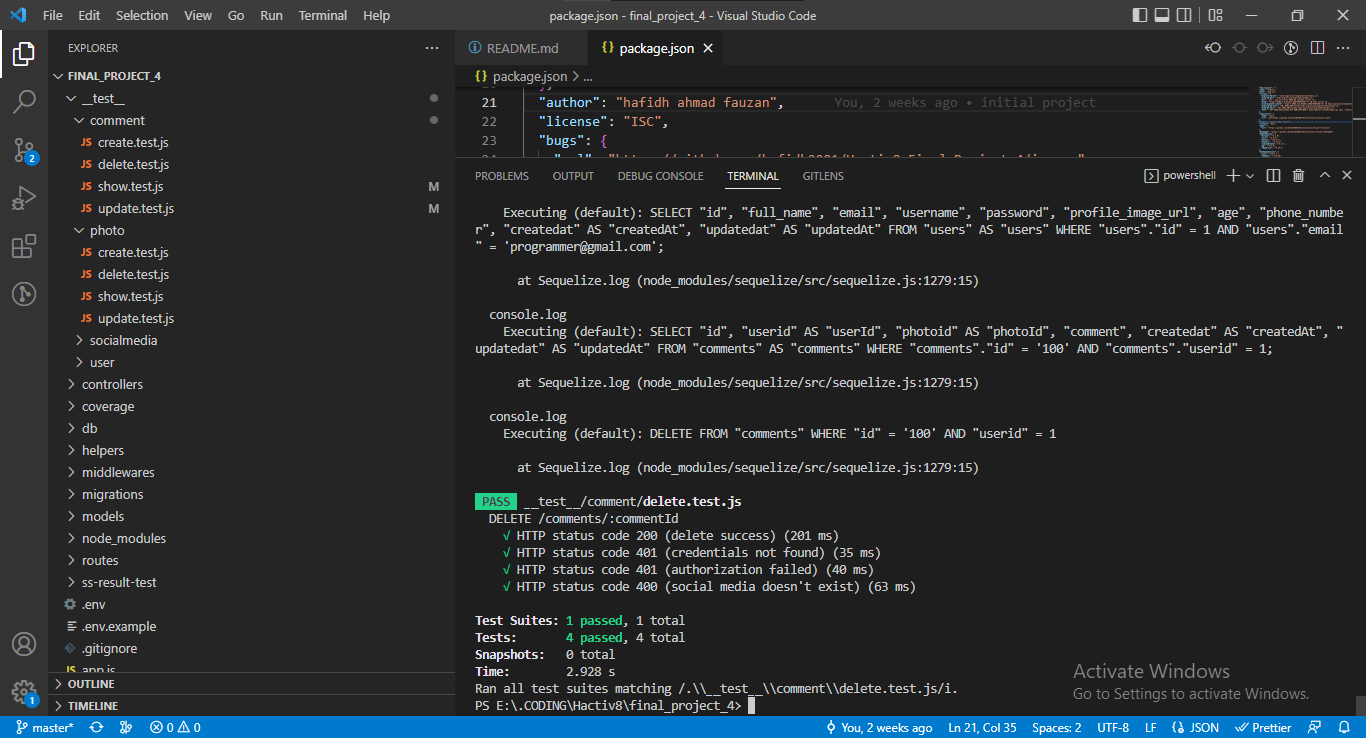 File Edit Selection View Go Run Terminal Help
package.json - final_project_4 - Visual Studio Code
EXPLORER
FINAL_PROJECT_4
__test__
comment
JS create.test.js
JS delete.test.js
JS show.test.js M
JS update.test.js M
photo
JS create.test.js
JS delete.test.js
JS show.test.js
JS update.test.js
socialmedia
user
controllers
coverage
db
helpers
middlewares
migrations
models
node_modules
routes
ss-result-test
.env
.env.example
.gitignore
JS app.js
OUTLINE
TIMELINE
2
1
README.md
{} package.json
{} package.json > ...
21 "author": "hafidh ahmad fauzan", You, 2 weeks ago • initial project
22 "license": "ISC",
23 "bugs": {
PROBLEMS OUTPUT DEBUG CONSOLE TERMINAL GITLENS
powershell
Executing (default): SELECT "id", "full_name", "email", "username", "password", "profile_image_url", "age", "phone_numbe
r", "createdat" AS "createdAt", "updatedat" AS "updatedAt" FROM "users" AS "users" WHERE "users"."id" = 1 AND "users"."email
" = 'programmer@gmail.com';
at Sequelize.log (node_modules/sequelize/src/sequelize.js:1279:15)
console.log
Executing (default): SELECT "id", "userid" AS "userId", "photoid" AS "photoId", "comment", "createdat" AS "createdAt", "
updatedat" AS "updatedAt" FROM "comments" AS "comments" WHERE "comments"."id" = '100' AND "comments"."userid" = 1;
at Sequelize.log (node_modules/sequelize/src/sequelize.js:1279:15)
console.log
Executing (default): DELETE FROM "comments" WHERE "id" = '100' AND "userid" = 1
at Sequelize.log (node_modules/sequelize/src/sequelize.js:1279:15)
PASS __test__/comment/delete.test.js
DELETE /comments/:commentId
√ HTTP status code 200 (delete success) (201 ms)
√ HTTP status code 401 (credentials not found) (35 ms)
√ HTTP status code 401 (authorization failed) (40 ms)
√ HTTP status code 400 (social media doesn't exist) (63 ms)
Test Suites: 1 passed, 1 total
Tests: 4 passed, 4 total
Snapshots: 0 total
Time: 2.928 s
Ran all test suites matching /.\\__test__\\comment\\delete.test.js/i.
PS E:\.CODING\Hactiv8\final_project_4>
Activate Windows
Go to Settings to activate Windows.
master* 0 0 You, 2 weeks ago Ln 21, Col 35 Spaces: 2 UTF-8 LF {} JSON Prettier